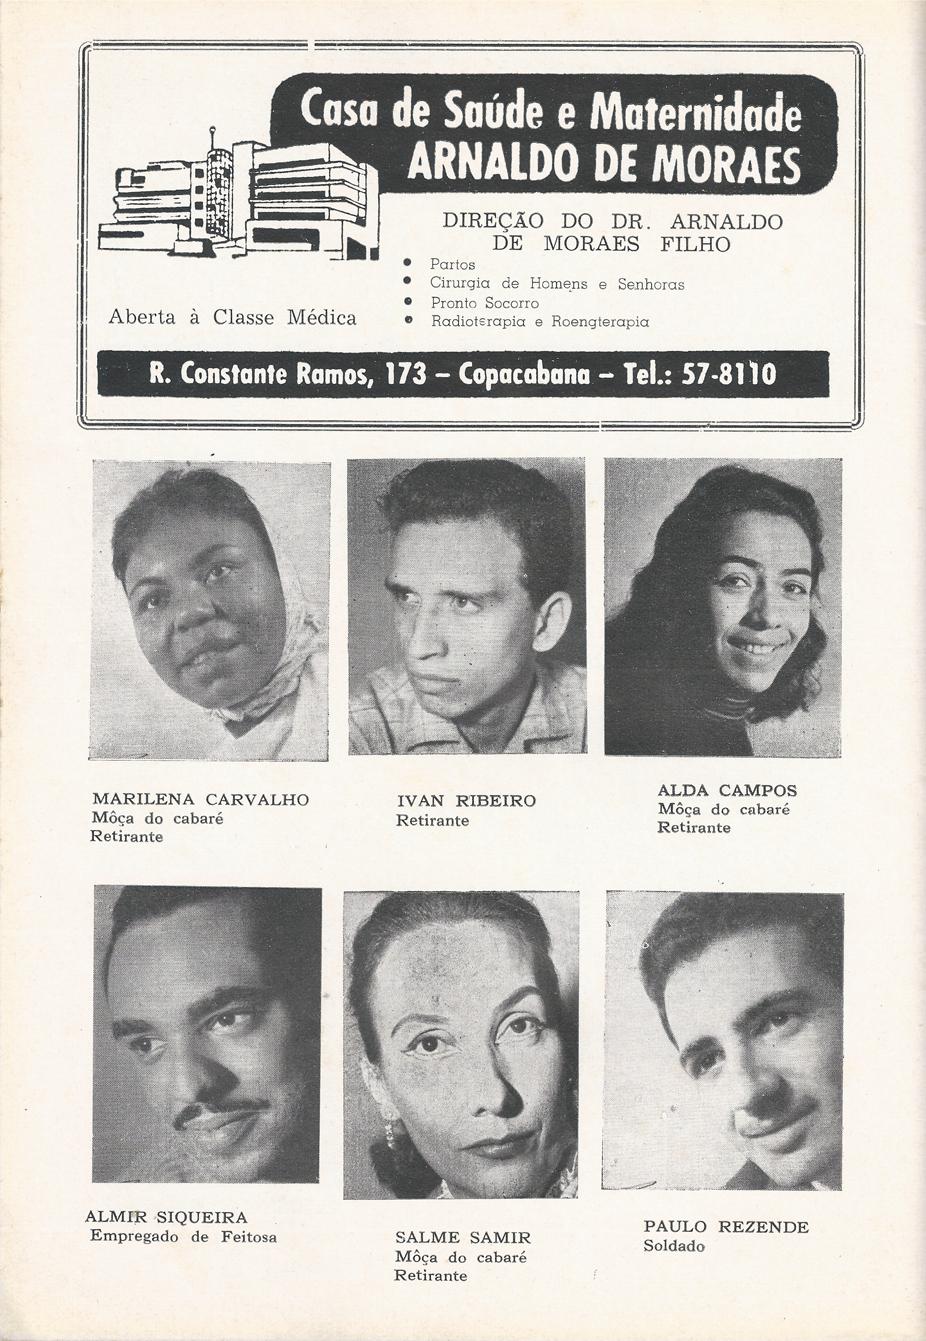 Casa de Saúde e Maternidade
ARNALDO DE MORAES
DIREÇÃO DO DR. ARNALDO
DE MORAES FILHO
• Partos
• Cirurgia de Homens e Senhoras
• Pronto Socorro
• Radioterapia e Roengterapia
Aberta à Classe Médica
R. Constante Ramos, 173 – Copacabana – Tel.: 57-8110
MARILENA CARVALHO
Môça do cabaré
Retirante
IVAN RIBEIRO
Retirante
ALDA CAMPOS
Môça do cabaré
Retirante
ALMIR SIQUEIRA
Empregado de Feitosa
SALME SAMIR
Môça do cabaré
Retirante
PAULO REZENDE
Soldado